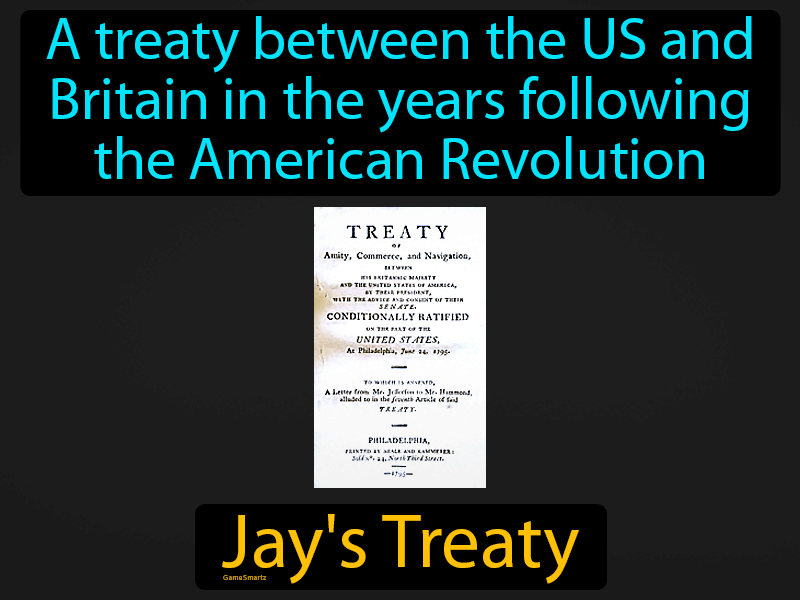 A treaty between the US and
Britain in the years following
the American Revolution
TREATY
OF
Amity, Commerce, and Navigation,
BETWEEN
HIS BRITANNIC MAJESTY
AND THE UNITED STATES OF AMERICA,
BY THEIR PRESIDENT,
WITH THE ADVICE AND CONSENT OF THEIR
SENATE.
CONDITIONALLY RATIFIED
ON THE PART OF THE
UNITED STATES,
At Philadelphia, June 24, 1795.
TO WHICH IS ANNEXED,
A Letter from Mr. Jefferson to Mr. Hammond,
alluded to in the seventh Article of said
TREATY.
PHILADELPHIA,
PRINTED BY NEALE AND KAMMERER:
Sold No. 24, North Third Street.
—1795—
Jay's Treaty
GameSmartz